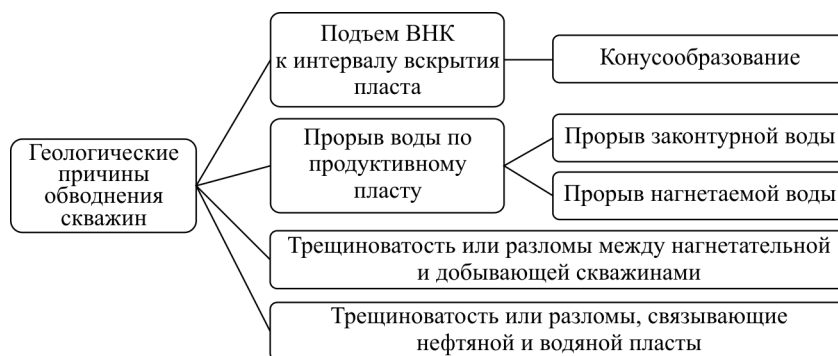 Геологические
причины
обводнения
скважин
Подъем ВНК
к интервалу вскрытия
пласта
Конусообразование
Прорыв воды по
продуктивному
пласту
Прорыв законтурной воды
Прорыв нагнетаемой воды
Трещиноватость или разломы между нагнетательной
и добывающей скважинами
Трещиноватость или разломы, связывающие
нефтяной и водяной пласты